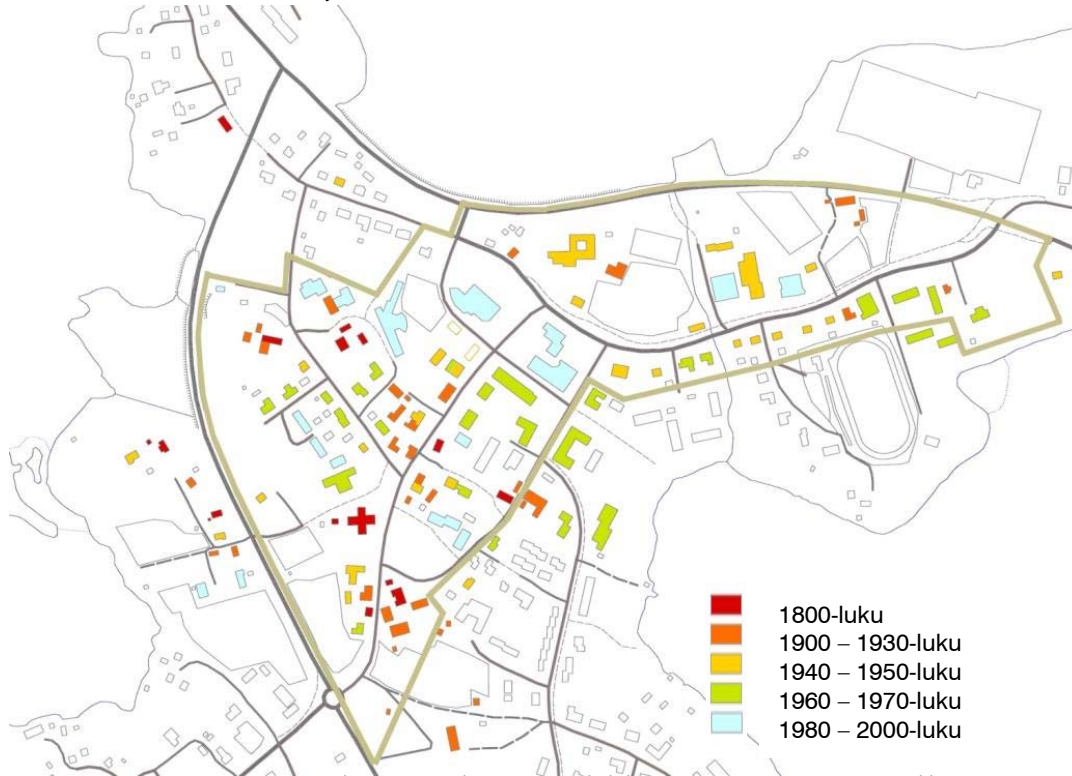 1800-luku
1900 – 1930-luku
1940 – 1950-luku
1960 – 1970-luku
1980 – 2000-luku